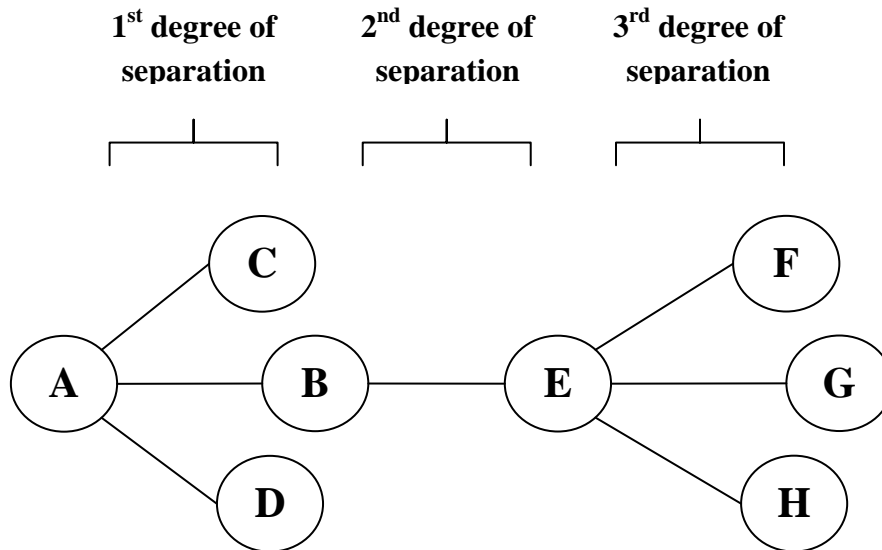 1st degree of
separation
2nd degree of
separation
3rd degree of
separation
C
F
A
B
E
G
D
H